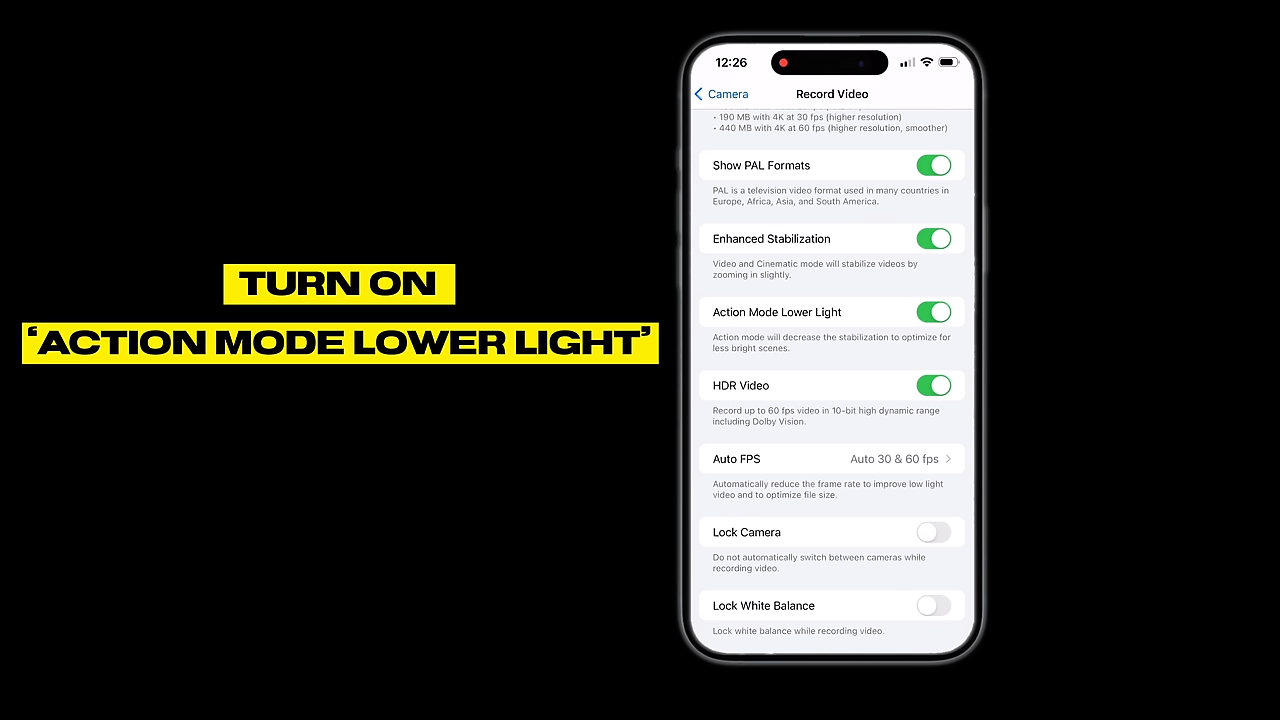 TURN ON
‘ACTION MODE LOWER LIGHT’
12:26
Camera
Record Video
• 190 MB with 4K at 30 fps (higher resolution)
• 440 MB with 4K at 60 fps (higher resolution, smoother)
Show PAL Formats
PAL is a television video format used in many countries in
Europe, Africa, Asia, and South America.
Enhanced Stabilization
Video and Cinematic mode will stabilize videos by
zooming in slightly.
Action Mode Lower Light
Action mode will decrease the stabilization to optimize for
less bright scenes.
HDR Video
Record up to 60 fps video in 10-bit high dynamic range
including Dolby Vision.
Auto FPS Auto 30 & 60 fps
Automatically reduce the frame rate to improve low light
video and to optimize file size.
Lock Camera
Do not automatically switch between cameras while
recording video.
Lock White Balance
Lock white balance while recording video.